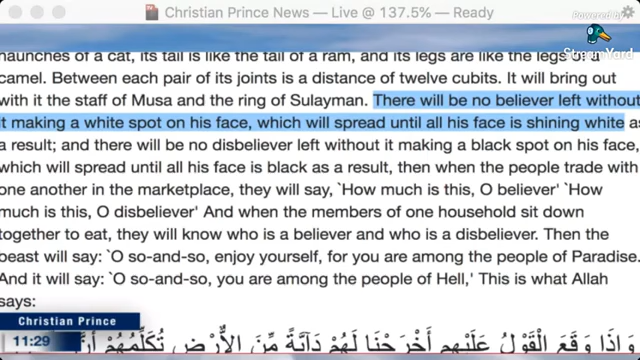 Christian Prince News — Live @ 137.5% — Ready
Powered by
StreamYard
haunches of a cat, its tail is like the tail of a ram, and its legs are like the legs of
camel. Between each pair of its joints is a distance of twelve cubits. It will bring out
with it the staff of Musa and the ring of Sulayman. There will be no believer left without
it making a white spot on his face, which will spread until all his face is shining white as
a result; and there will be no disbeliever left without it making a black spot on his face,
which will spread until all his face is black as a result, then when the people trade with
one another in the marketplace, they will say, `How much is this, O believer' `How
much is this, O disbeliever' And when the members of one household sit down
together to eat, they will know who is a believer and who is a disbeliever. Then the
beast will say: `O so-and-so, enjoy yourself, for you are among the people of Paradise.
And it will say: `O so-and-so, you are among the people of Hell,' This is what Allah
says:
وَإِذَا وَقَعَ الْقَوْلُ عَلَيْهِم أَخْرَجْنَا لَهُمْ دَآبَّةً مِّنَ الاٌّرْضِ تُكَلِّمُهُمْ
Christian Prince
11:29